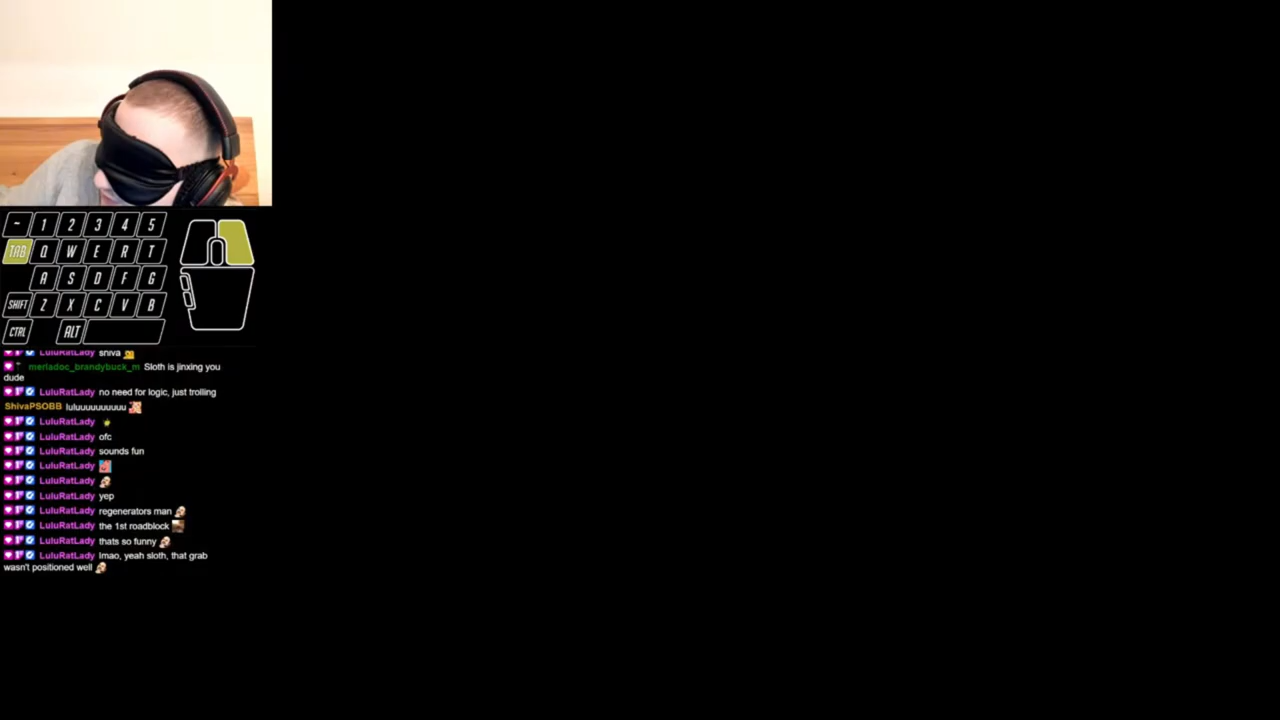 ~ 1 2 3 4 5
TAB Q W E R T
A S D F G
SHIFT Z X C V B
CTRL ALT
LuluRatLady shiva
meriadoc_brandybuck_m Sloth is jinxing you
dude
LuluRatLady no need for logic, just trolling
ShivaPSOBB luluuuuuuuuuu
LuluRatLady
LuluRatLady ofc
LuluRatLady sounds fun
LuluRatLady
LuluRatLady
LuluRatLady yep
LuluRatLady regenerators man
LuluRatLady the 1st roadblock
LuluRatLady thats so funny
LuluRatLady lmao, yeah sloth, that grab
wasn't positioned well